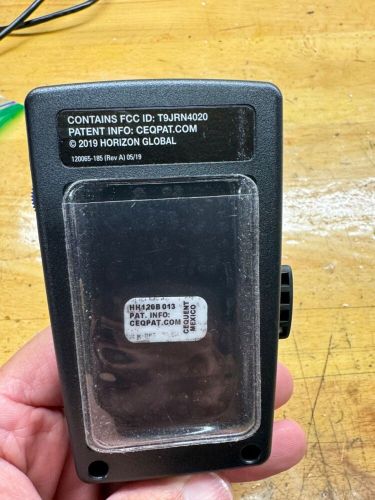 CONTAINS FCC ID: T9JRN4020
PATENT INFO: CEQPAT.COM
© 2019 HORIZON GLOBAL
120065-185 (Rev A) 05/19
HH126B 013
PAT. INFO:
CEQPAT.COM
CEQUENT
MEXICO